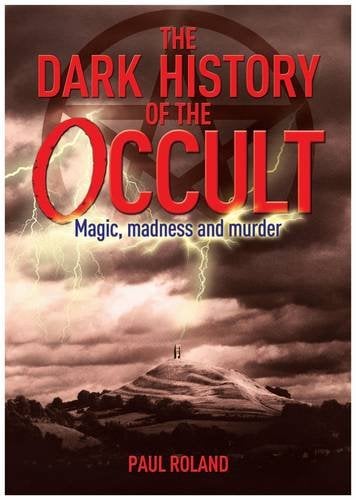 THE
DARK HISTORY
OF THE
OCCULT
Magic, madness and murder
PAUL ROLAND